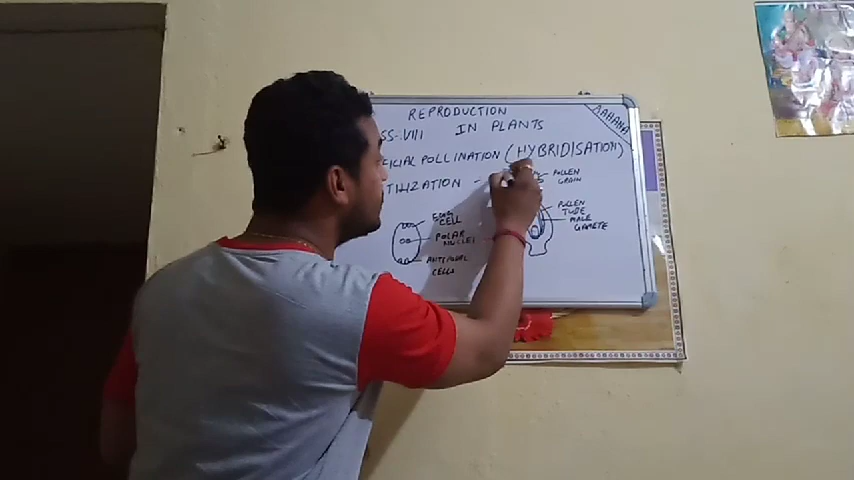 REPRODUCTION
SS-VIII IN PLANTS
AAHANA
ICIAL POLLINATION (HYBRIDISATION)
TILIZATION -
POLLEN
GRAIN
EGG
CELL
POLAR
NUCLEI
ANTIPODAL
CELLS
POLLEN
TUBE
MALE
GAMETE